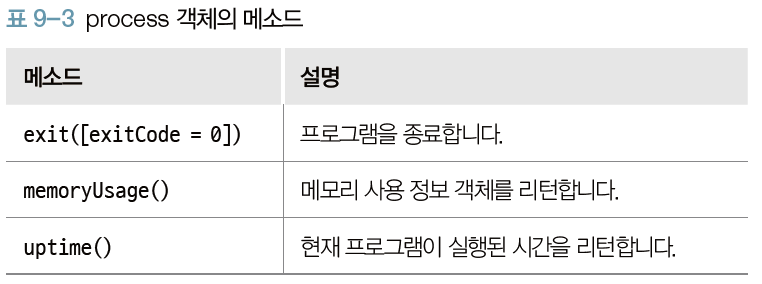 표 9-3 process 객체의 메소드
메소드 설명
exit([exitCode = 0]) 프로그램을 종료합니다.
memoryUsage() 메모리 사용 정보 객체를 리턴합니다.
uptime() 현재 프로그램이 실행된 시간을 리턴합니다.